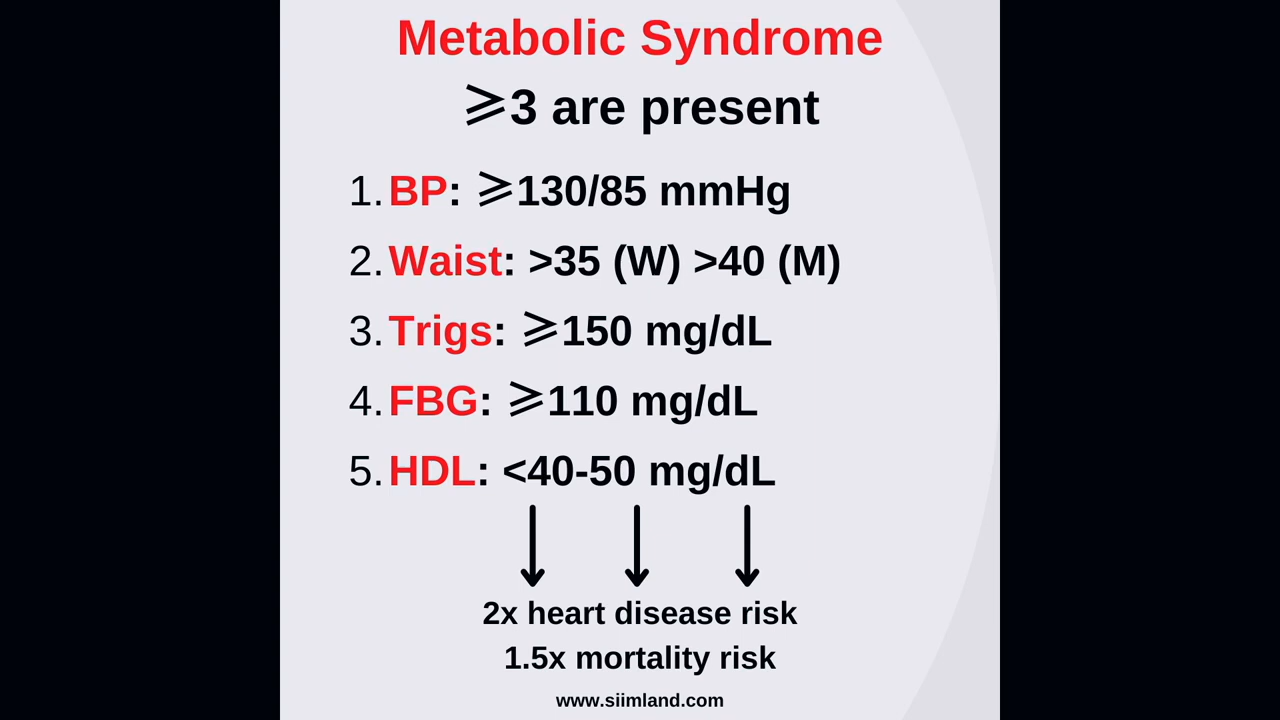 Metabolic Syndrome
⩾3 are present
1. BP: ⩾130/85 mmHg
2. Waist: >35 (W) >40 (M)
3. Trigs: ⩾150 mg/dL
4. FBG: ⩾110 mg/dL
5. HDL: <40-50 mg/dL
2x heart disease risk
1.5x mortality risk
www.siimland.com